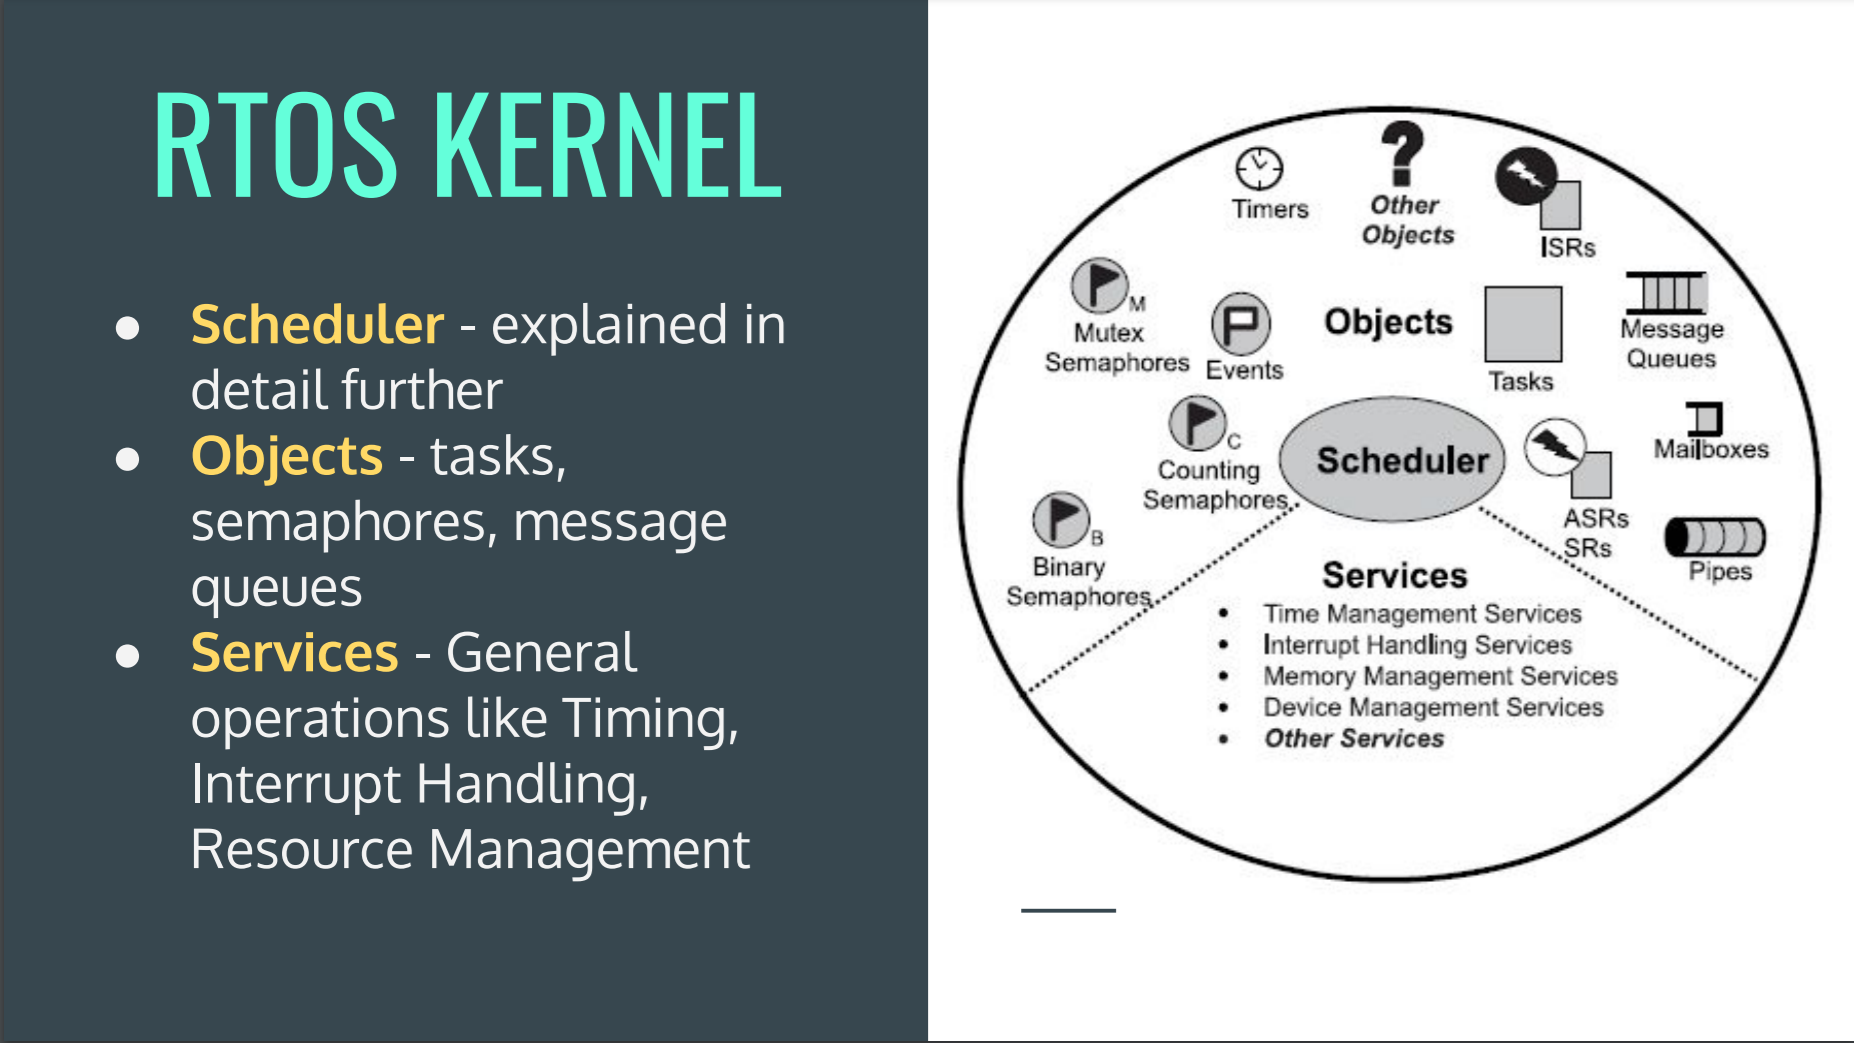 RTOS KERNEL
● Scheduler - explained in
detail further
● Objects - tasks,
semaphores, message
queues
● Services - General
operations like Timing,
Interrupt Handling,
Resource Management
Timers
Other
Objects
ISRs
M
Mutex
Semaphores
Events
Objects
Tasks
Message
Queues
C
Counting
Semaphores
Scheduler
Mailboxes
B
Binary
Semaphores
ASRs
SRs
Pipes
Services
• Time Management Services
• Interrupt Handling Services
• Memory Management Services
• Device Management Services
• Other Services